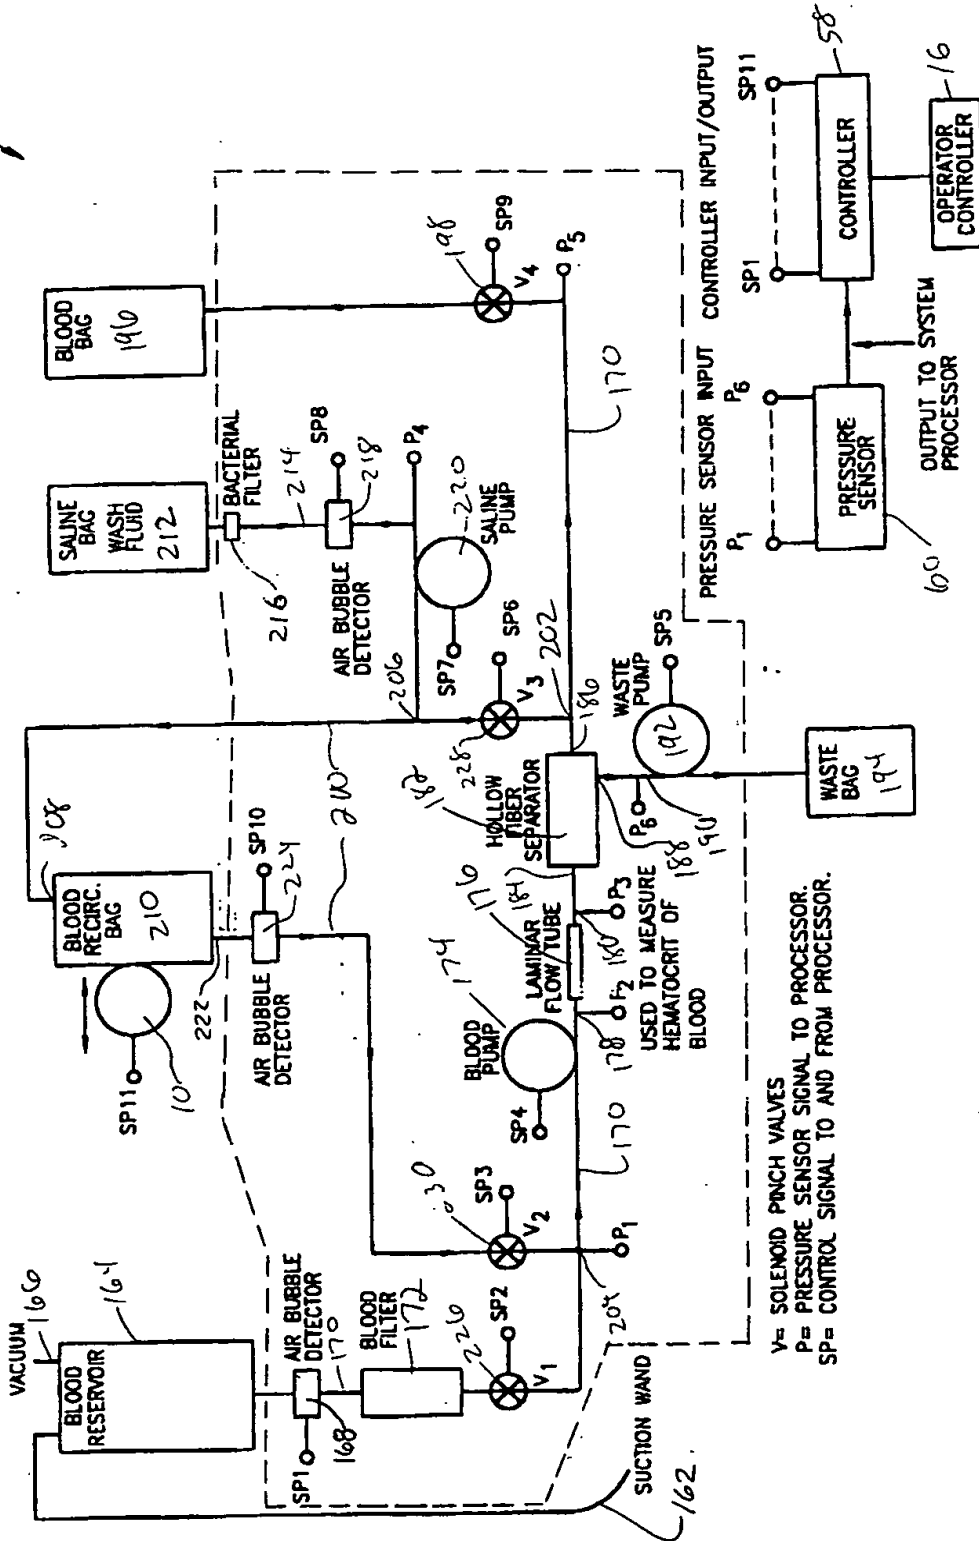 VACUUM
166
BLOOD
RESERVOIR
164
SP1
168
AIR BUBBLE
DETECTOR
170
BLOOD
FILTER
172
226
SP2
V1
SUCTION WAND
162.
SP11
10
BLOOD
RECIRC.
BAG
210
208
222
AIR BUBBLE
DETECTOR
SP10
224
SP3
V2
204
P1
170
SP4
BLOOD
PUMP
174
178
P2
LAMINAR
FLOW TUBE
176
180
P3
USED TO MEASURE
HEMATOCRIT OF
BLOOD
184
HOLLOW
FIBER
SEPARATOR
182
186
188
190
P6
WASTE
PUMP
192
SP5
WASTE
BAG
194
SALINE
BAG
WASH
FLUID
212
BACTERIAL
FILTER
216
214
AIR BUBBLE
DETECTOR
SP8
218
P4
SALINE
PUMP
220
SP7
206
228
SP6
V3
202
BLOOD
BAG
196
198
SP9
V4
P5
170
V= SOLENOID PINCH VALVES
P= PRESSURE SENSOR SIGNAL TO PROCESSOR.
SP= CONTROL SIGNAL TO AND FROM PROCESSOR.
PRESSURE SENSOR INPUT
P1
P6
PRESSURE
SENSOR
60
OUTPUT TO SYSTEM
PROCESSOR
CONTROLLER INPUT/OUTPUT
SP1
SP11
CONTROLLER
58
OPERATOR
CONTROLLER
16